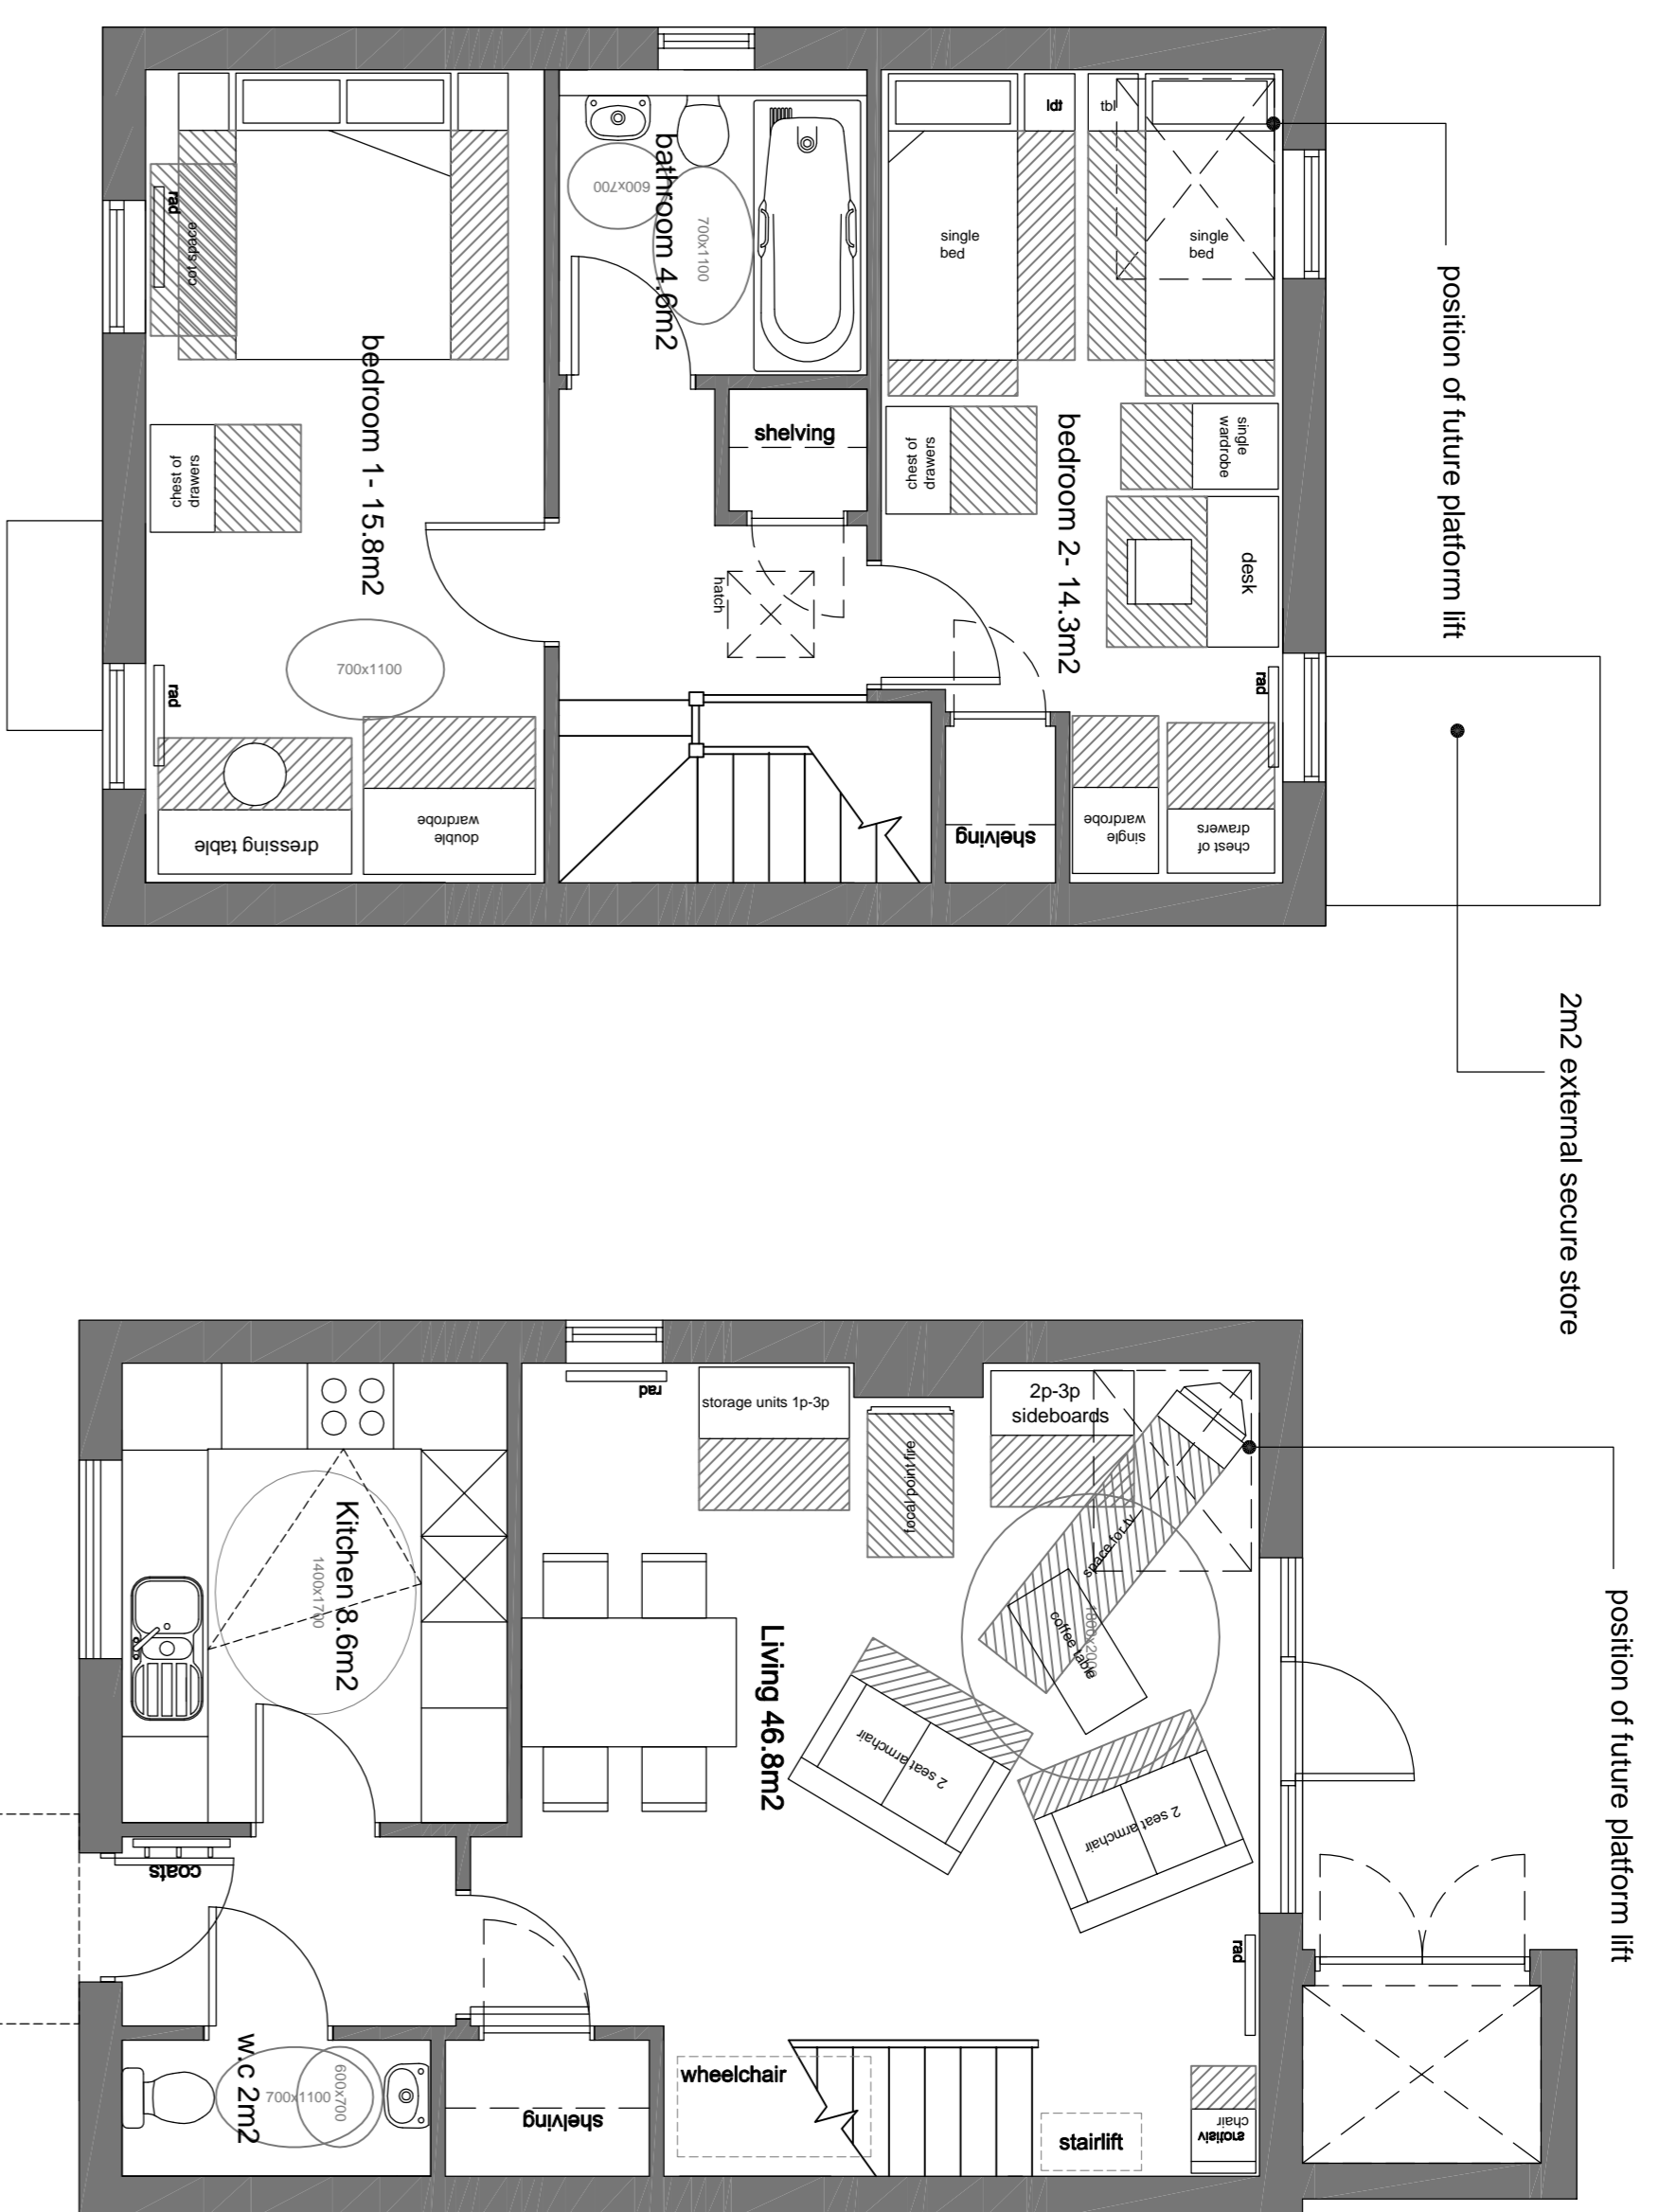 position of future platform lift
2m2 external secure store
ldt
tbl
single
bed
single
bed
bathroom 4.6m2
600x700
700x1100
rad
cot space
bedroom 1- 15.8m2
chest of
drawers
shelving
chest of
drawers
bedroom 2- 14.3m2
single
wardrobe
desk
hatch
700x1100
rad
rad
dressing table
double
wardrobe
shelving
single
wardrobe
chest of
drawers
position of future platform lift
rad
storage units 1p-3p
focal point fire
2p-3p
sideboards
space for tv
1800x2000
coffee table
Kitchen 8.6m2
1400x1700
Living 46.8m2
2 seat armchair
2 seat armchair
coats
rad
w.c 2m2
700x1100
600x700
shelving
wheelchair
stairlift
visitors
chair